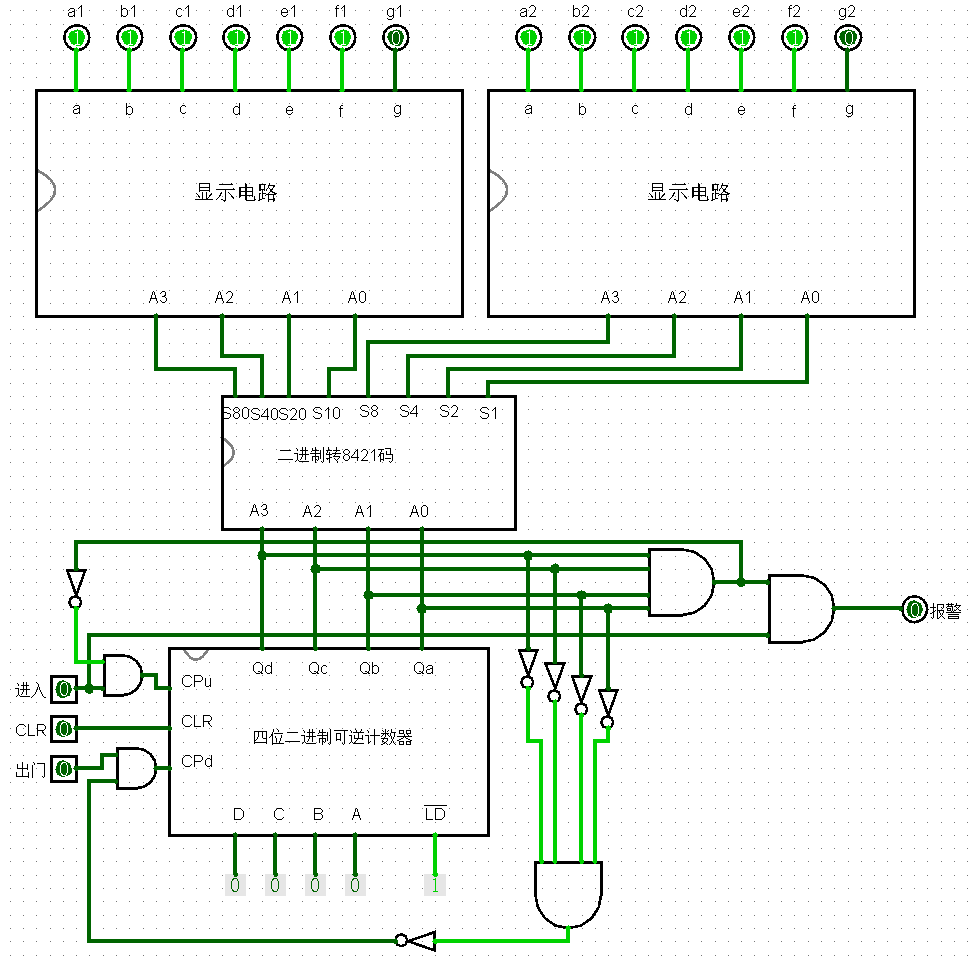 a1 b1 c1 d1 e1 f1 g1 a2 b2 c2 d2 e2 f2 g2
1 1 1 1 1 1 0 1 1 1 1 1 1 0
a b c d e f g a b c d e f g
显示电路 显示电路
A3 A2 A1 A0 A3 A2 A1 A0
S80 S40 S20 S10 S8 S4 S2 S1
二进制转8421码
A3 A2 A1 A0
0 报警
Qd Qc Qb Qa
进入 0 CPu
CLR 0 CLR
四位二进制可逆计数器
出门 0 CPd
D C B A LD
0 0 0 0 1